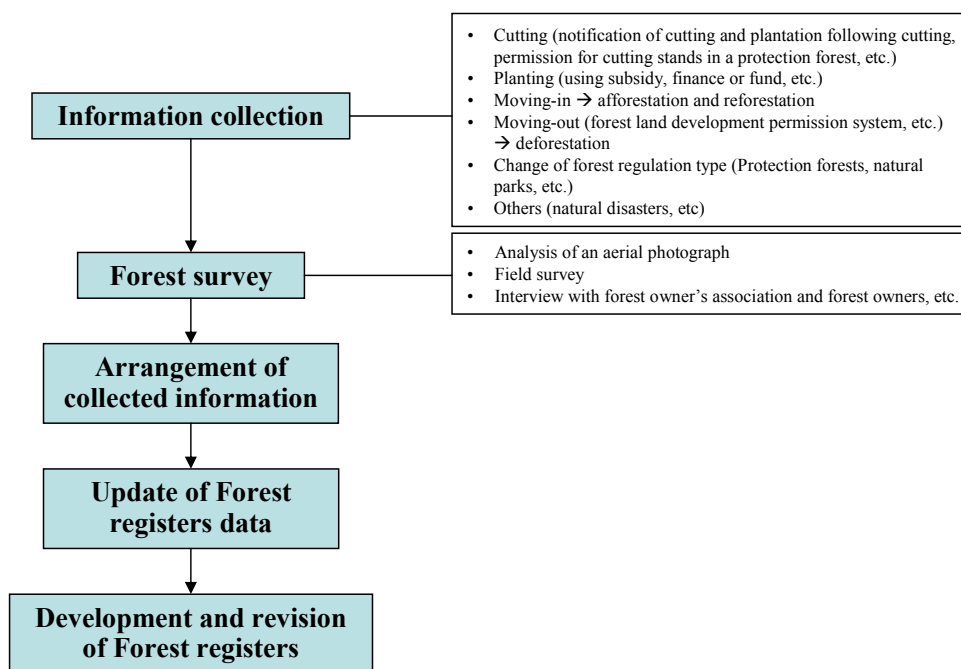 Information collection
• Cutting (notification of cutting and plantation following cutting,
permission for cutting stands in a protection forest, etc.)
• Planting (using subsidy, finance or fund, etc.)
• Moving-in → afforestation and reforestation
• Moving-out (forest land development permission system, etc.)
→ deforestation
• Change of forest regulation type (Protection forests, natural
parks, etc.)
• Others (natural disasters, etc)
Forest survey
• Analysis of an aerial photograph
• Field survey
• Interview with forest owner’s association and forest owners, etc.
Arrangement of
collected information
Update of Forest
registers data
Development and revision
of Forest registers